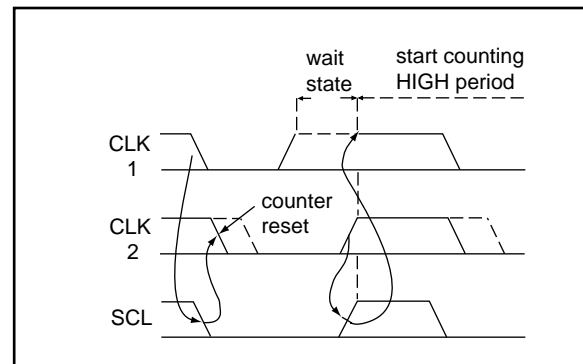 wait
state
start counting
HIGH period
CLK
1
counter
reset
CLK
2
SCL